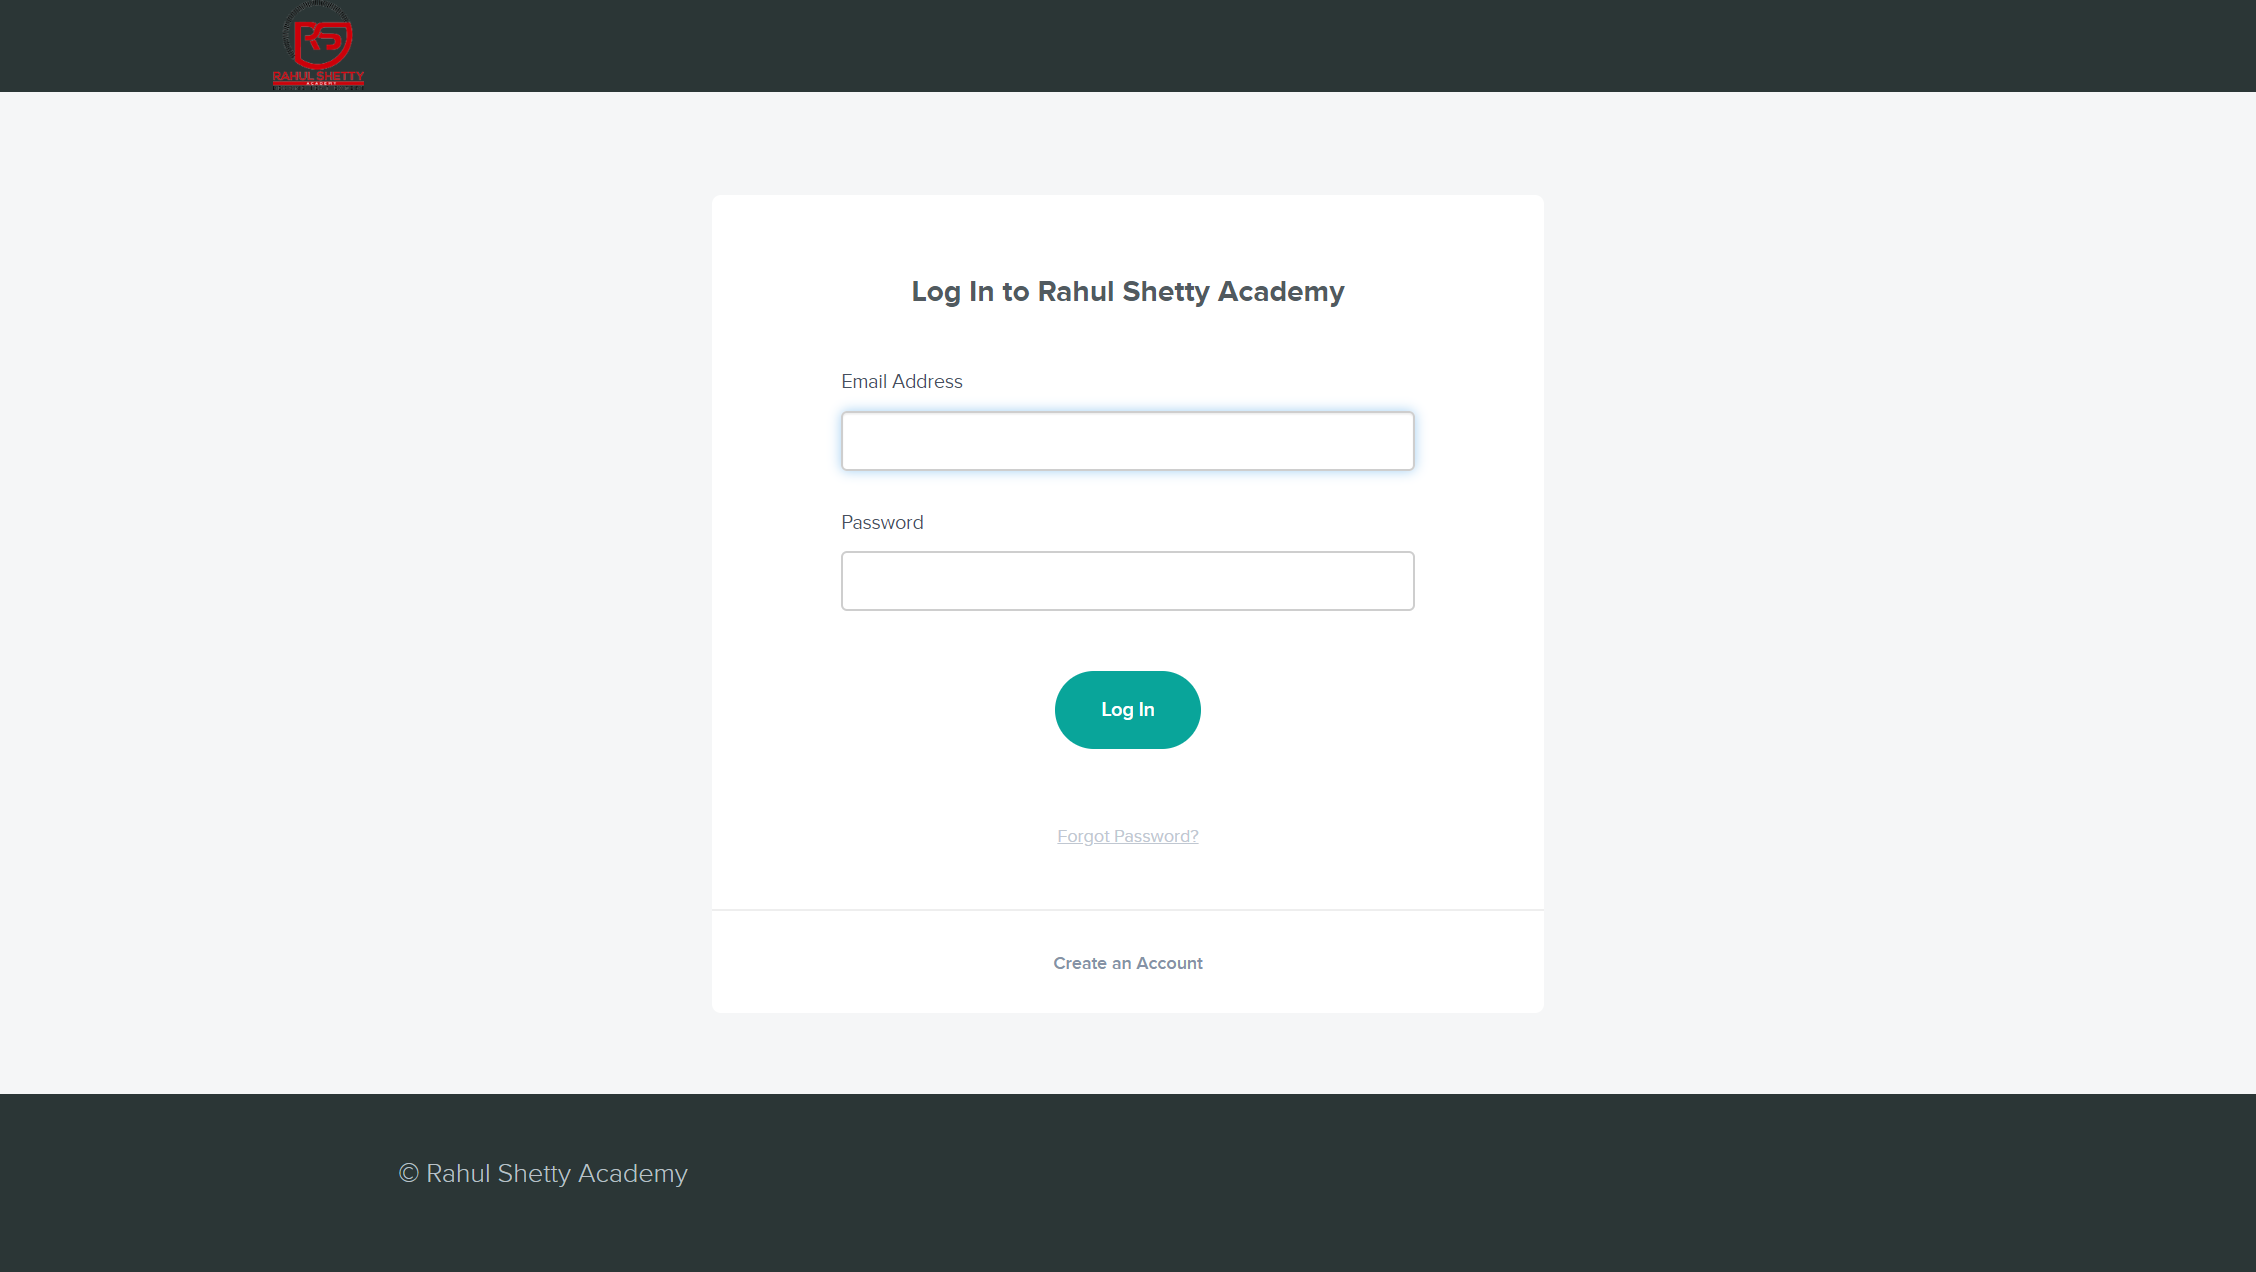 RS
RAHUL SHETTY
ACADEMY
Log In to Rahul Shetty Academy
Email Address
Password
Log In
Forgot Password?
Create an Account
© Rahul Shetty Academy